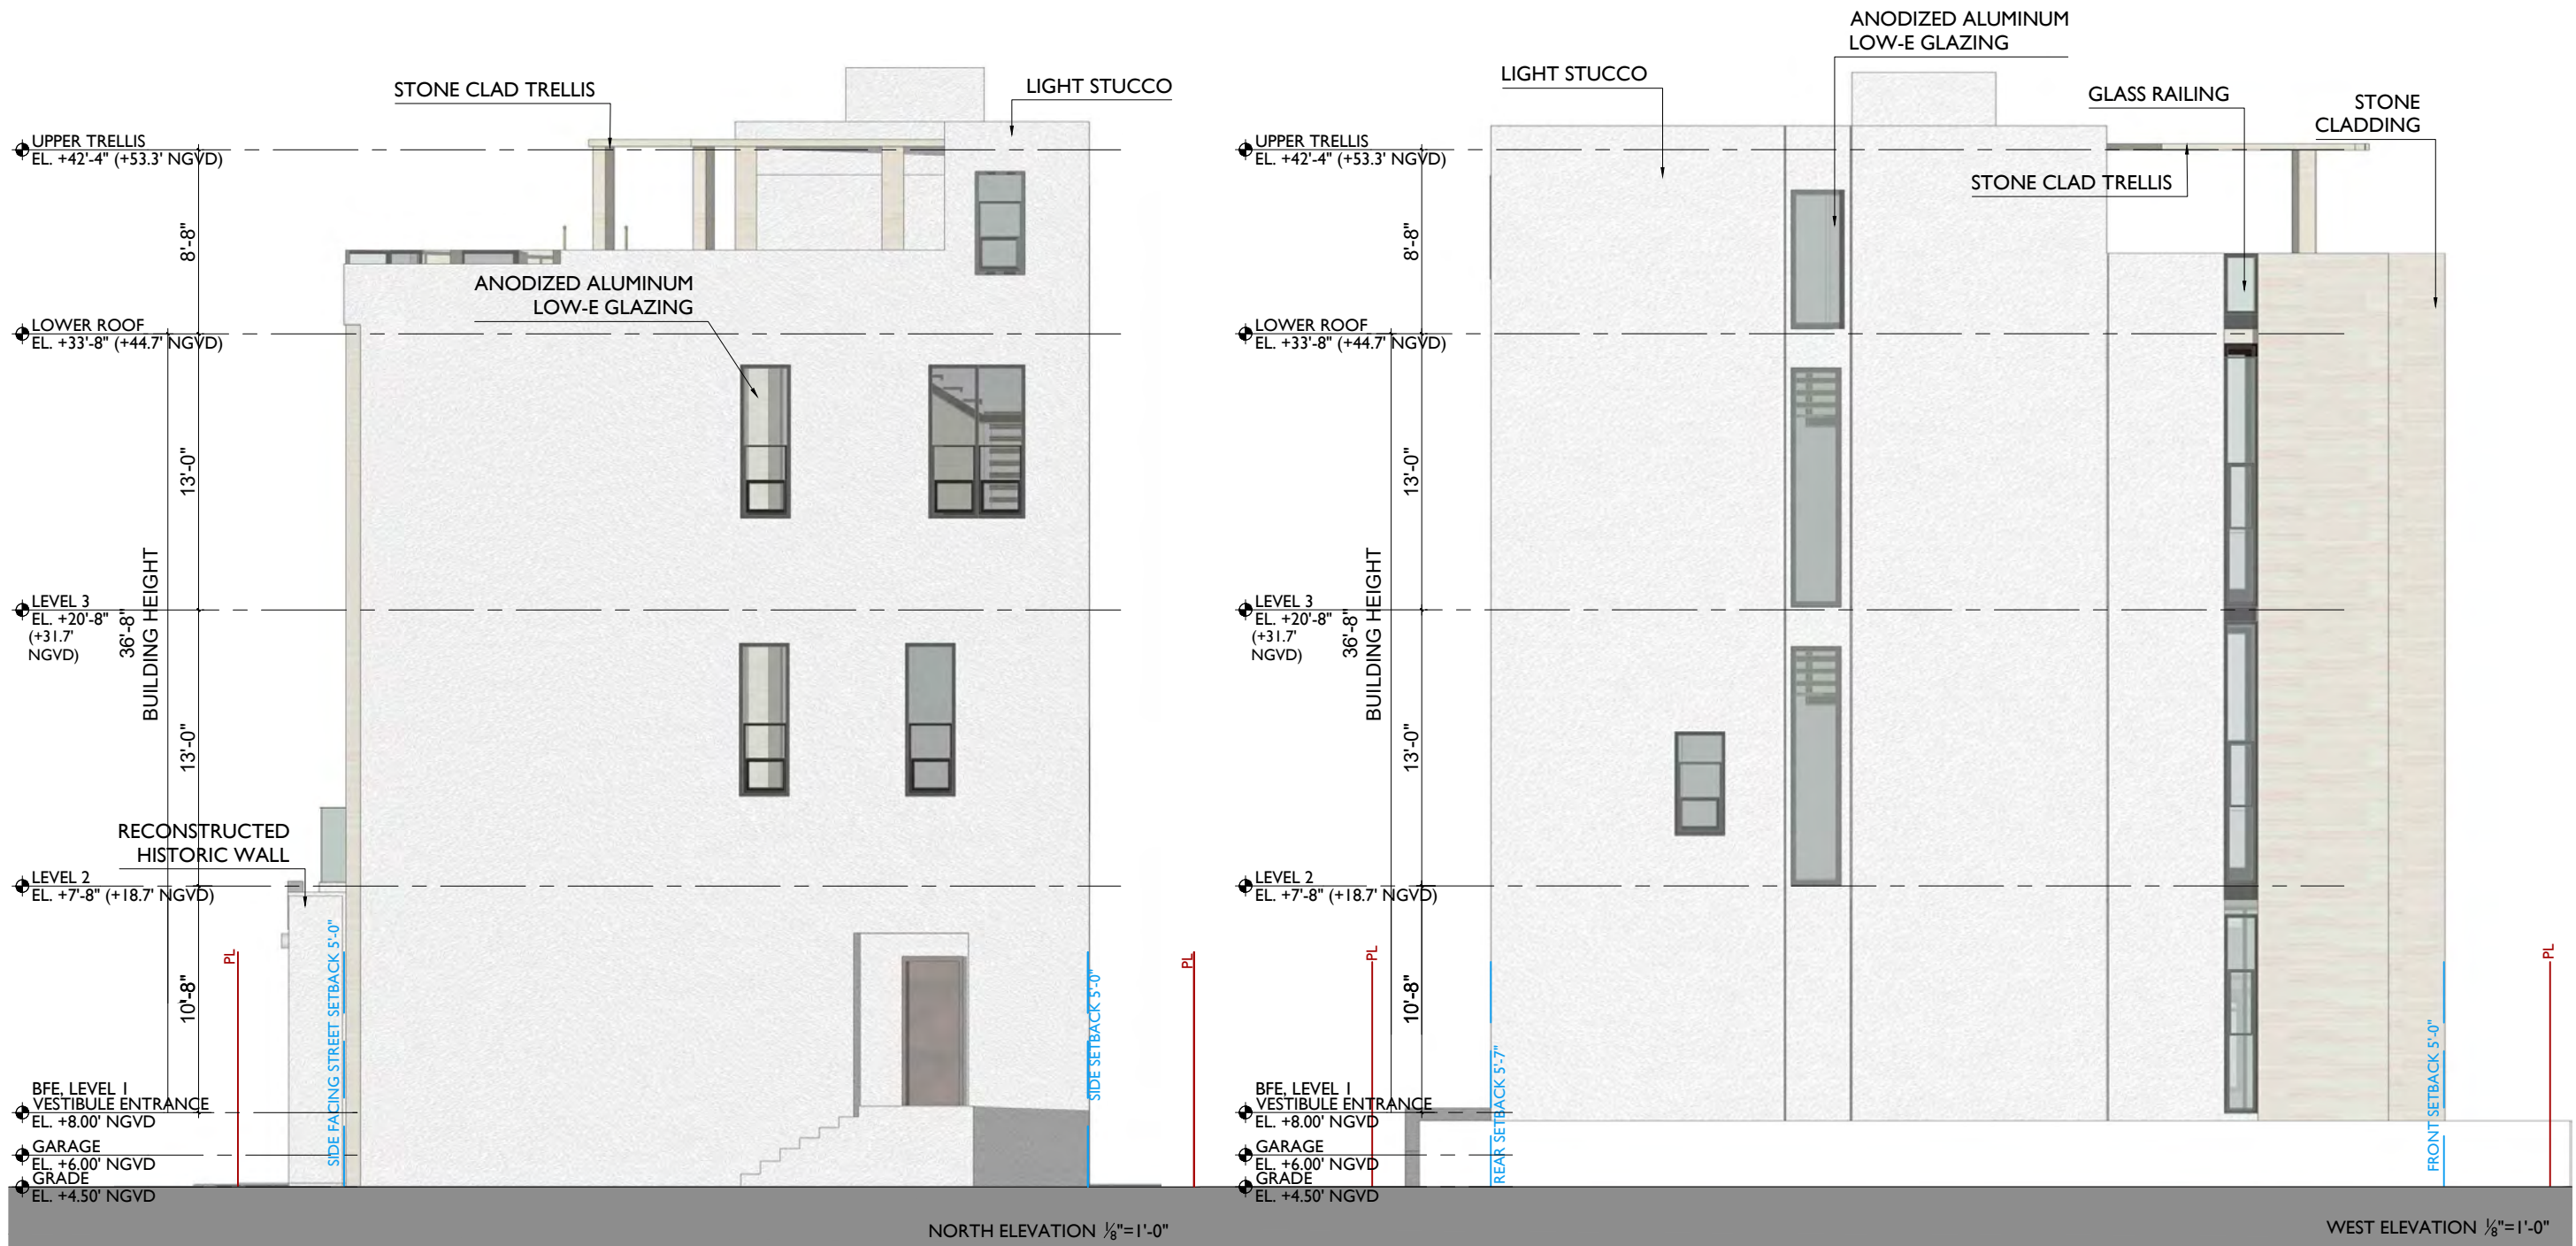 STONE CLAD TRELLIS
LIGHT STUCCO
UPPER TRELLIS
EL. +42'-4" (+53.3' NGVD)
8'-8"
ANODIZED ALUMINUM
LOW-E GLAZING
LOWER ROOF
EL. +33'-8" (+44.7' NGVD)
13'-0"
LEVEL 3
EL. +20'-8"
(+31.7'
NGVD)
36'-8"
BUILDING HEIGHT
13'-0"
RECONSTRUCTED
HISTORIC WALL
LEVEL 2
EL. +7'-8" (+18.7' NGVD)
PL
SIDE FACING STREET SETBACK 5'-0"
SIDE SETBACK 5'-0"
PL
10'-8"
BFE, LEVEL 1
VESTIBULE ENTRANCE
EL. +8.00' NGVD
GARAGE
EL. +6.00' NGVD
GRADE
EL. +4.50' NGVD
NORTH ELEVATION ⅛"=1'-0"
ANODIZED ALUMINUM
LOW-E GLAZING
LIGHT STUCCO
GLASS RAILING
STONE
CLADDING
UPPER TRELLIS
EL. +42'-4" (+53.3' NGVD)
STONE CLAD TRELLIS
8'-8"
LOWER ROOF
EL. +33'-8" (+44.7' NGVD)
13'-0"
LEVEL 3
EL. +20'-8"
(+31.7'
NGVD)
36'-8"
BUILDING HEIGHT
13'-0"
LEVEL 2
EL. +7'-8" (+18.7' NGVD)
PL
PL
10'-8"
REAR SETBACK 5'-7"
FRONT SETBACK 5'-0"
BFE, LEVEL 1
VESTIBULE ENTRANCE
EL. +8.00' NGVD
GARAGE
EL. +6.00' NGVD
GRADE
EL. +4.50' NGVD
WEST ELEVATION ⅛"=1'-0"